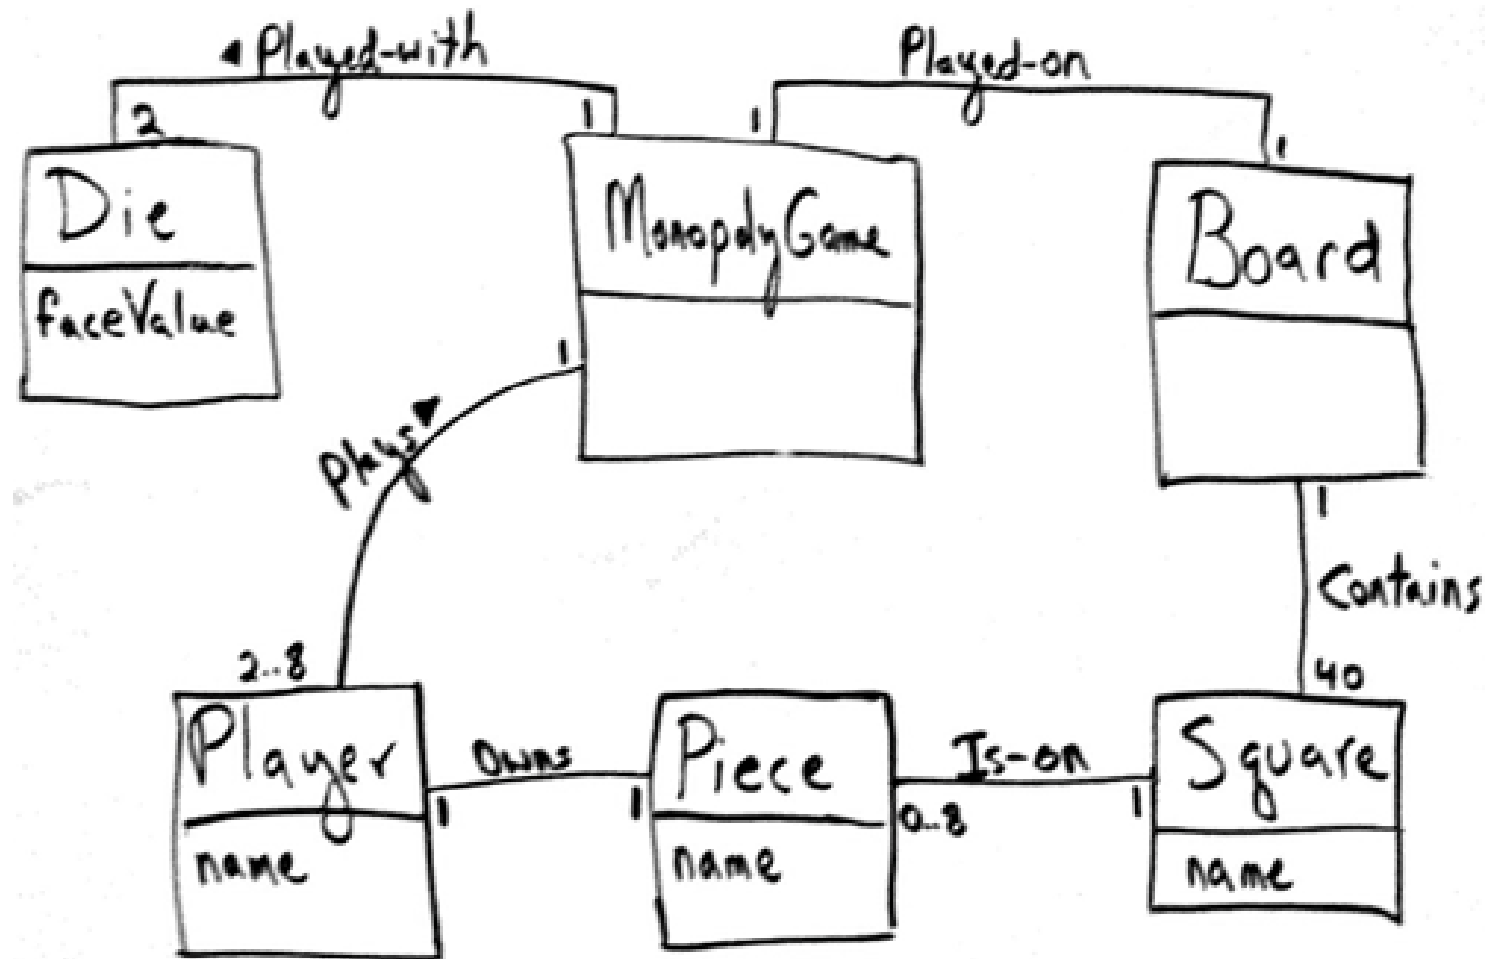 ◄ Played-with
Played-on
2
1
1
1
Die
faceValue
MonopolyGame
Board
1
Plays
1
Contains
2..8
40
Player
name
Owns
1
1
Piece
name
Is-on
0..8
1
Square
name